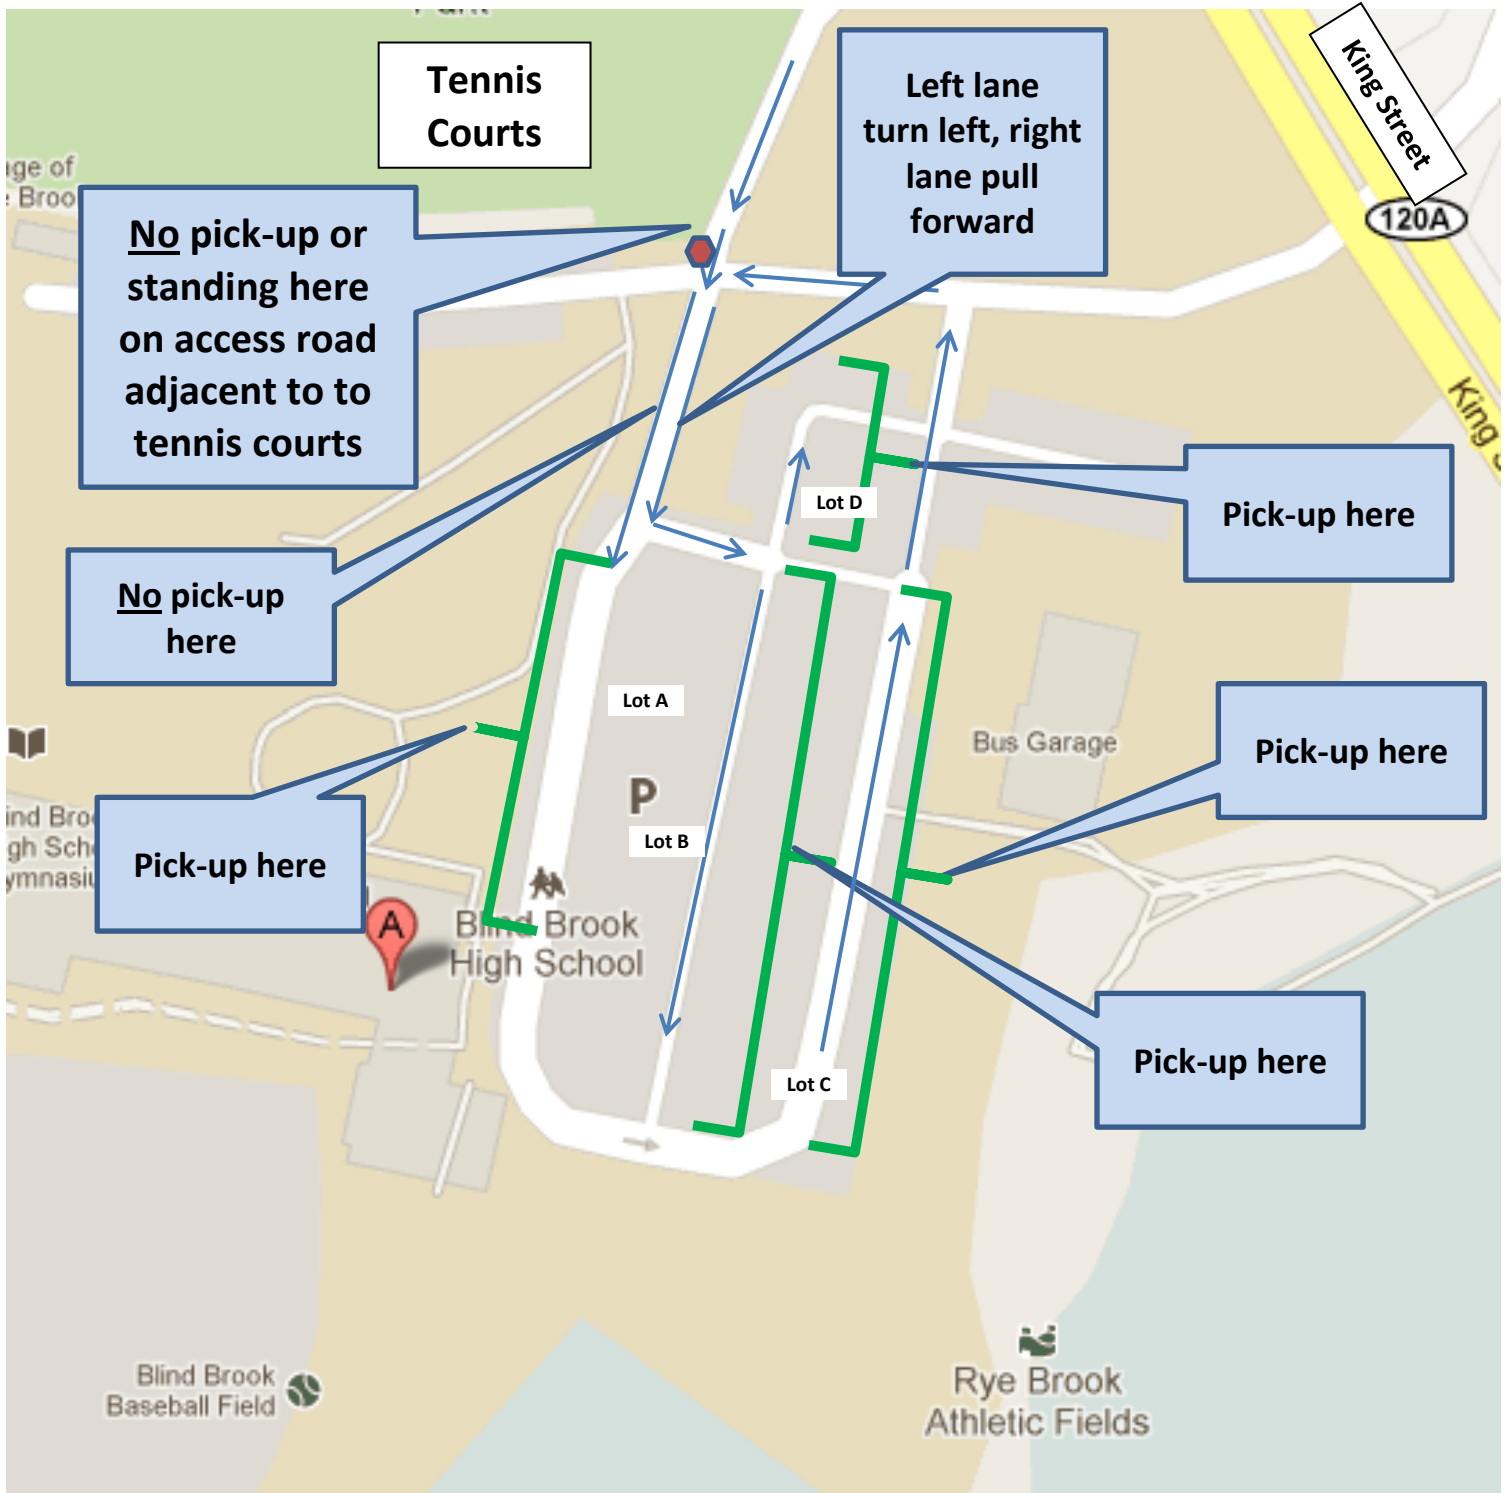 Tennis
Courts
Left lane
turn left, right
lane pull
forward
King Street
120A
No pick-up or
standing here
on access road
adjacent to to
tennis courts
King
Pick-up here
Lot D
No pick-up
here
Lot A
Bus Garage
Pick-up here
P
Lot B
Pick-up here
A
Blind Brook
High School
Pick-up here
Lot C
Blind Brook
Baseball Field
Rye Brook
Athletic Fields